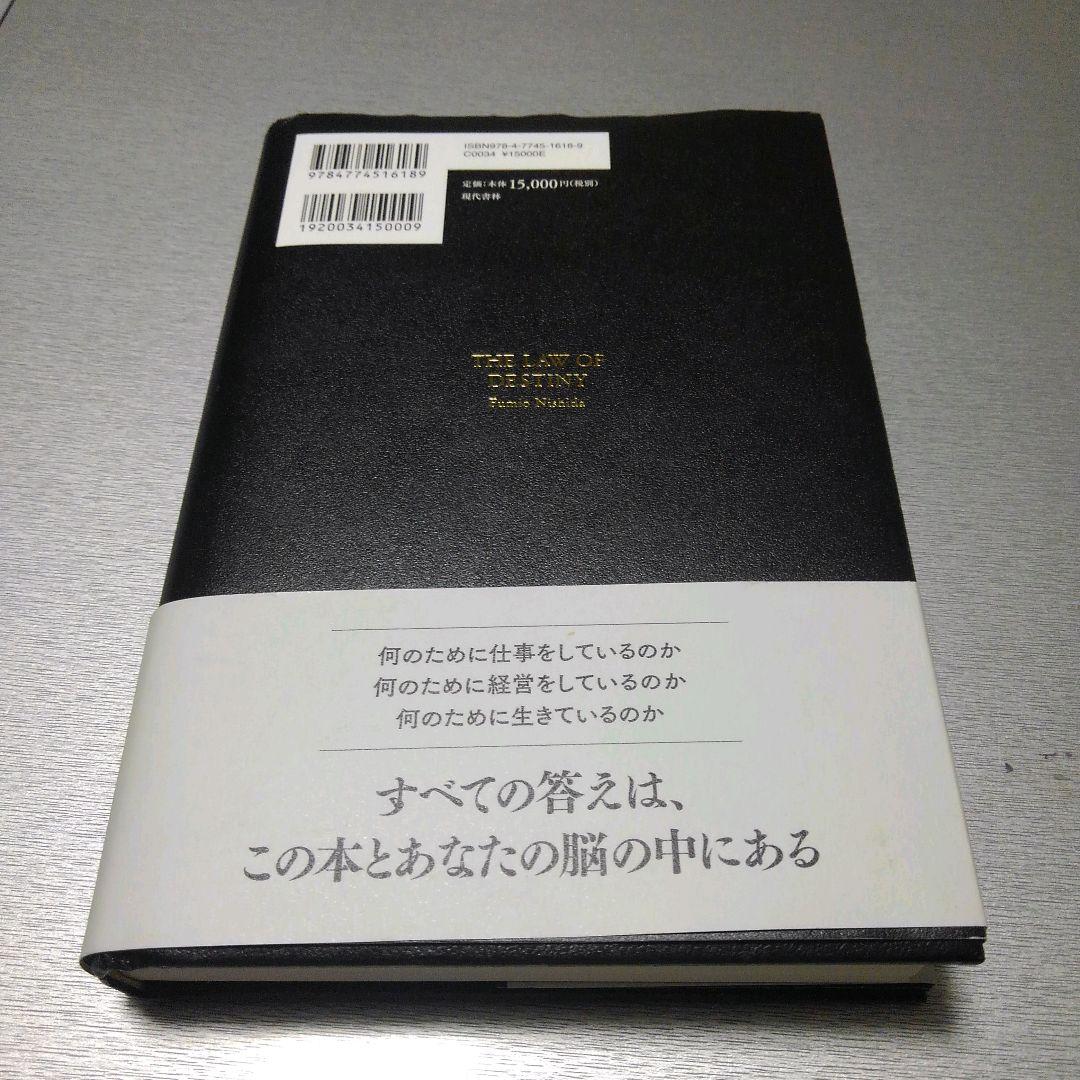 9784774516189
1920034150009
ISBN978-4-7745-1618-9
C0034 ¥15000E
定価:本体15,000円(税別)
現代書林
THE LAW OF
DESTINY
Fumio Nishida
何のために仕事をしているのか
何のために経営をしているのか
何のために生きているのか
すべての答えは、
この本とあなたの脳の中にある